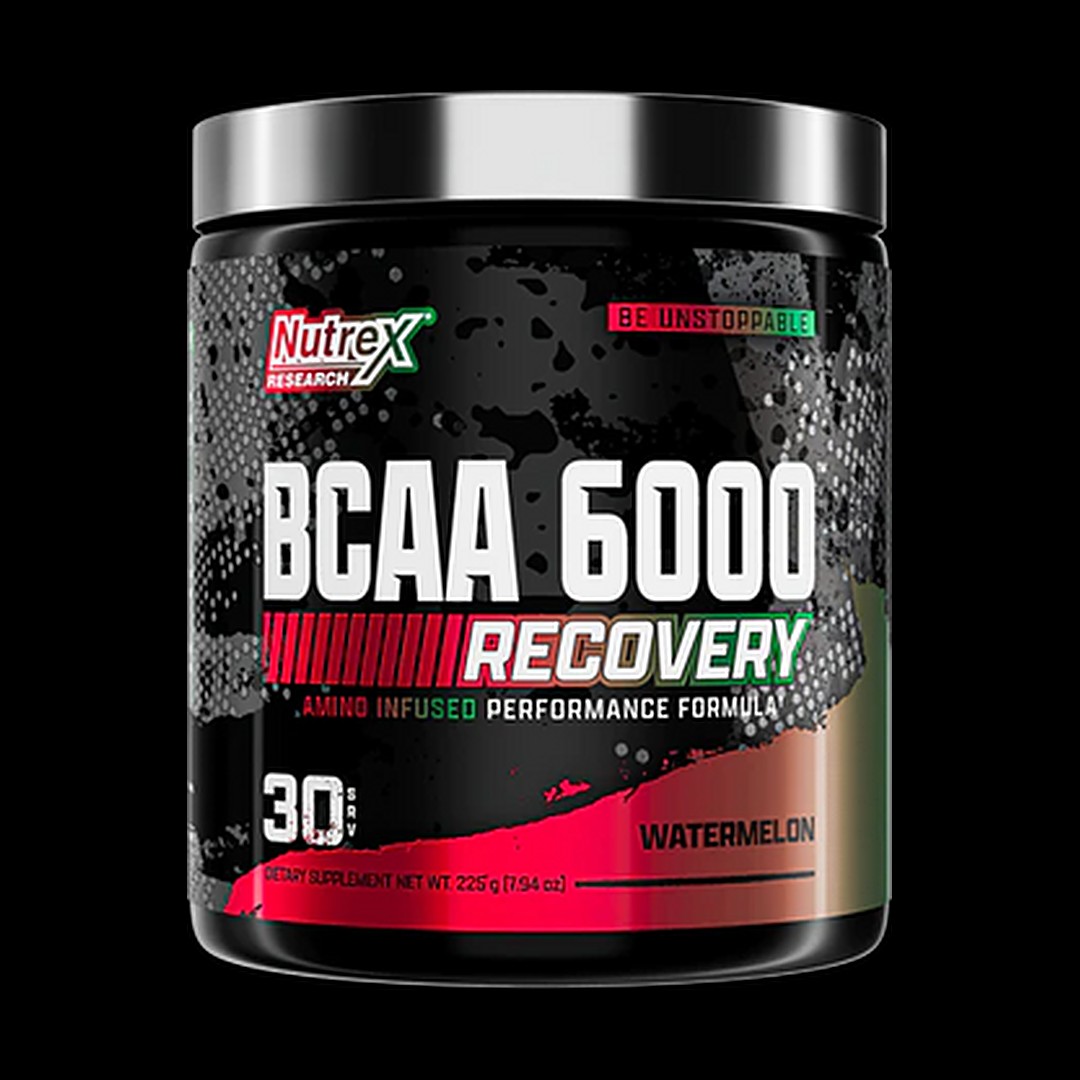 Nutrex®
RESEARCH
BE UNSTOPPABLE
BCAA 6000
RECOVERY
AMINO INFUSED PERFORMANCE FORMULA
30 SRV
WATERMELON
DIETARY SUPPLEMENT NET WT. 225 g (7.94 oz)